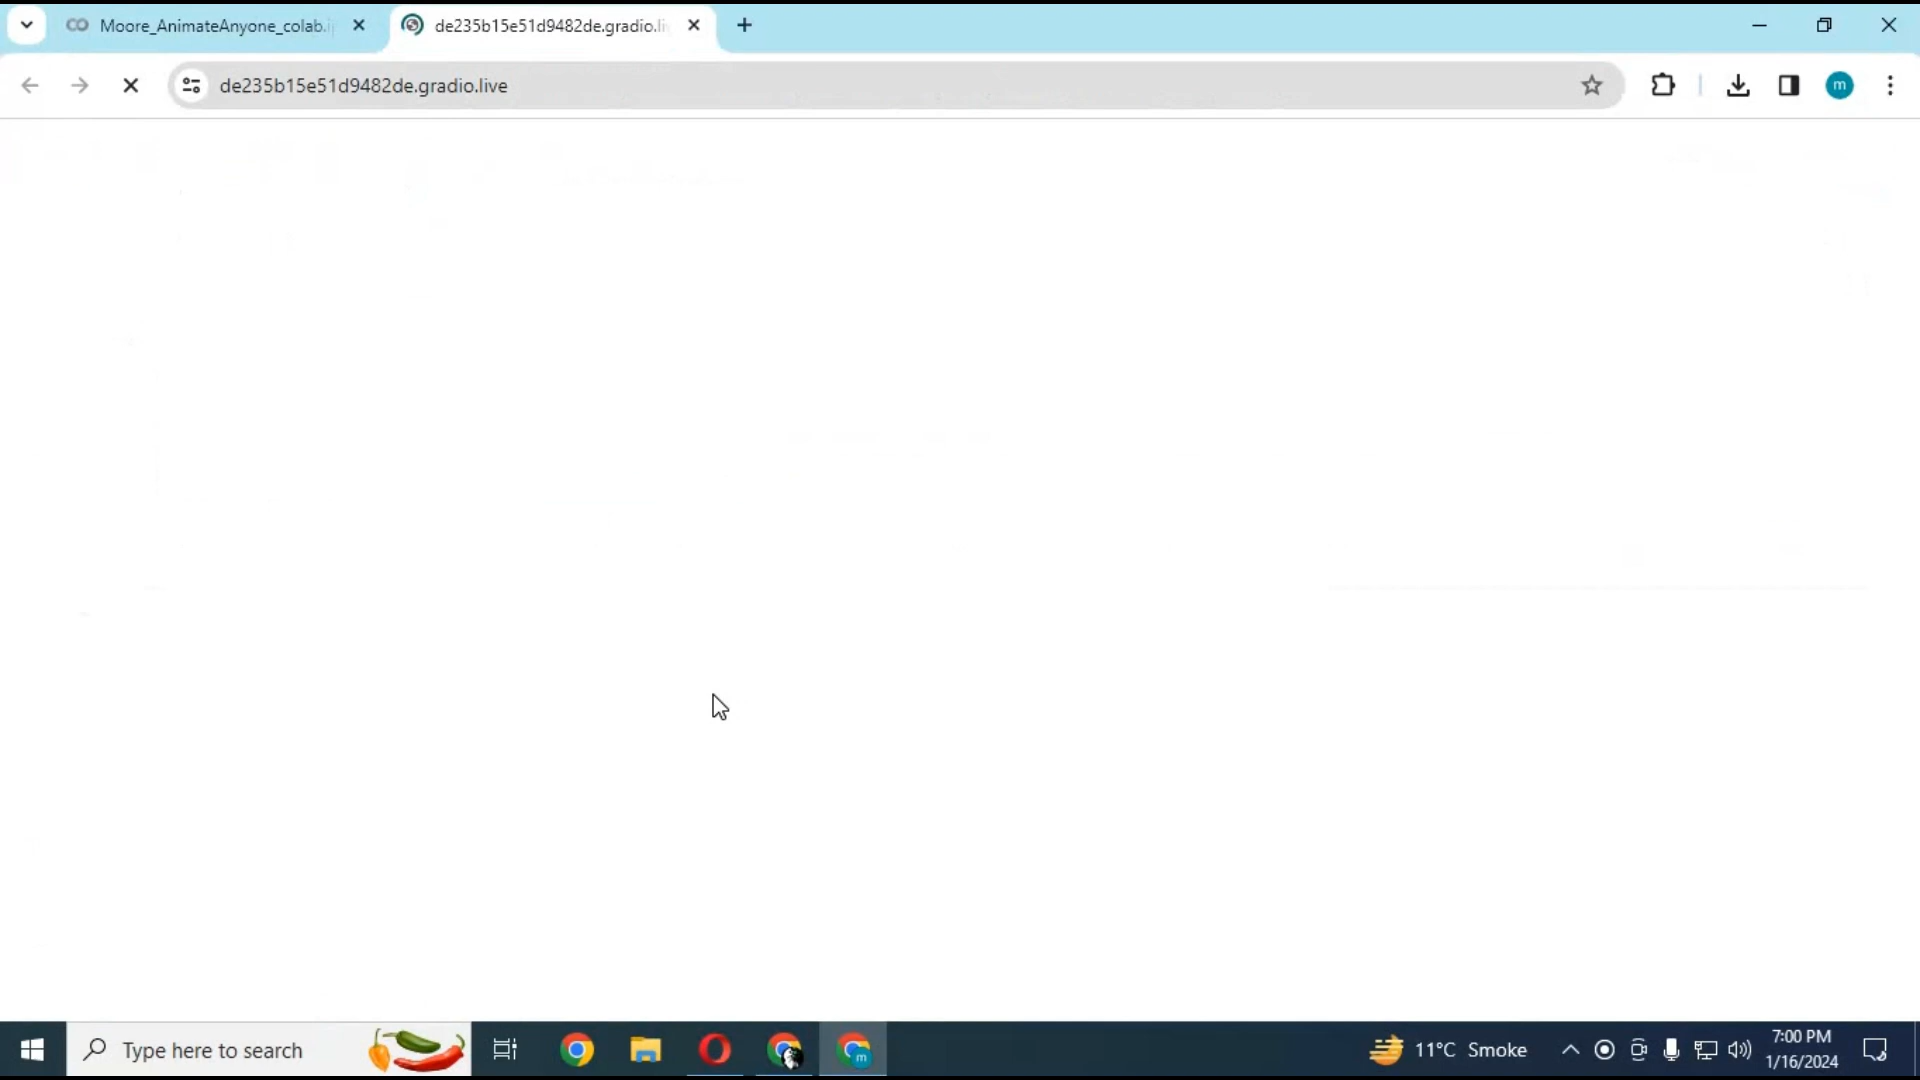 Moore_AnimateAnyone_colab.i
de235b15e51d9482de.gradio.li
de235b15e51d9482de.gradio.live
m
Type here to search
m
11°C Smoke
7:00 PM
1/16/2024